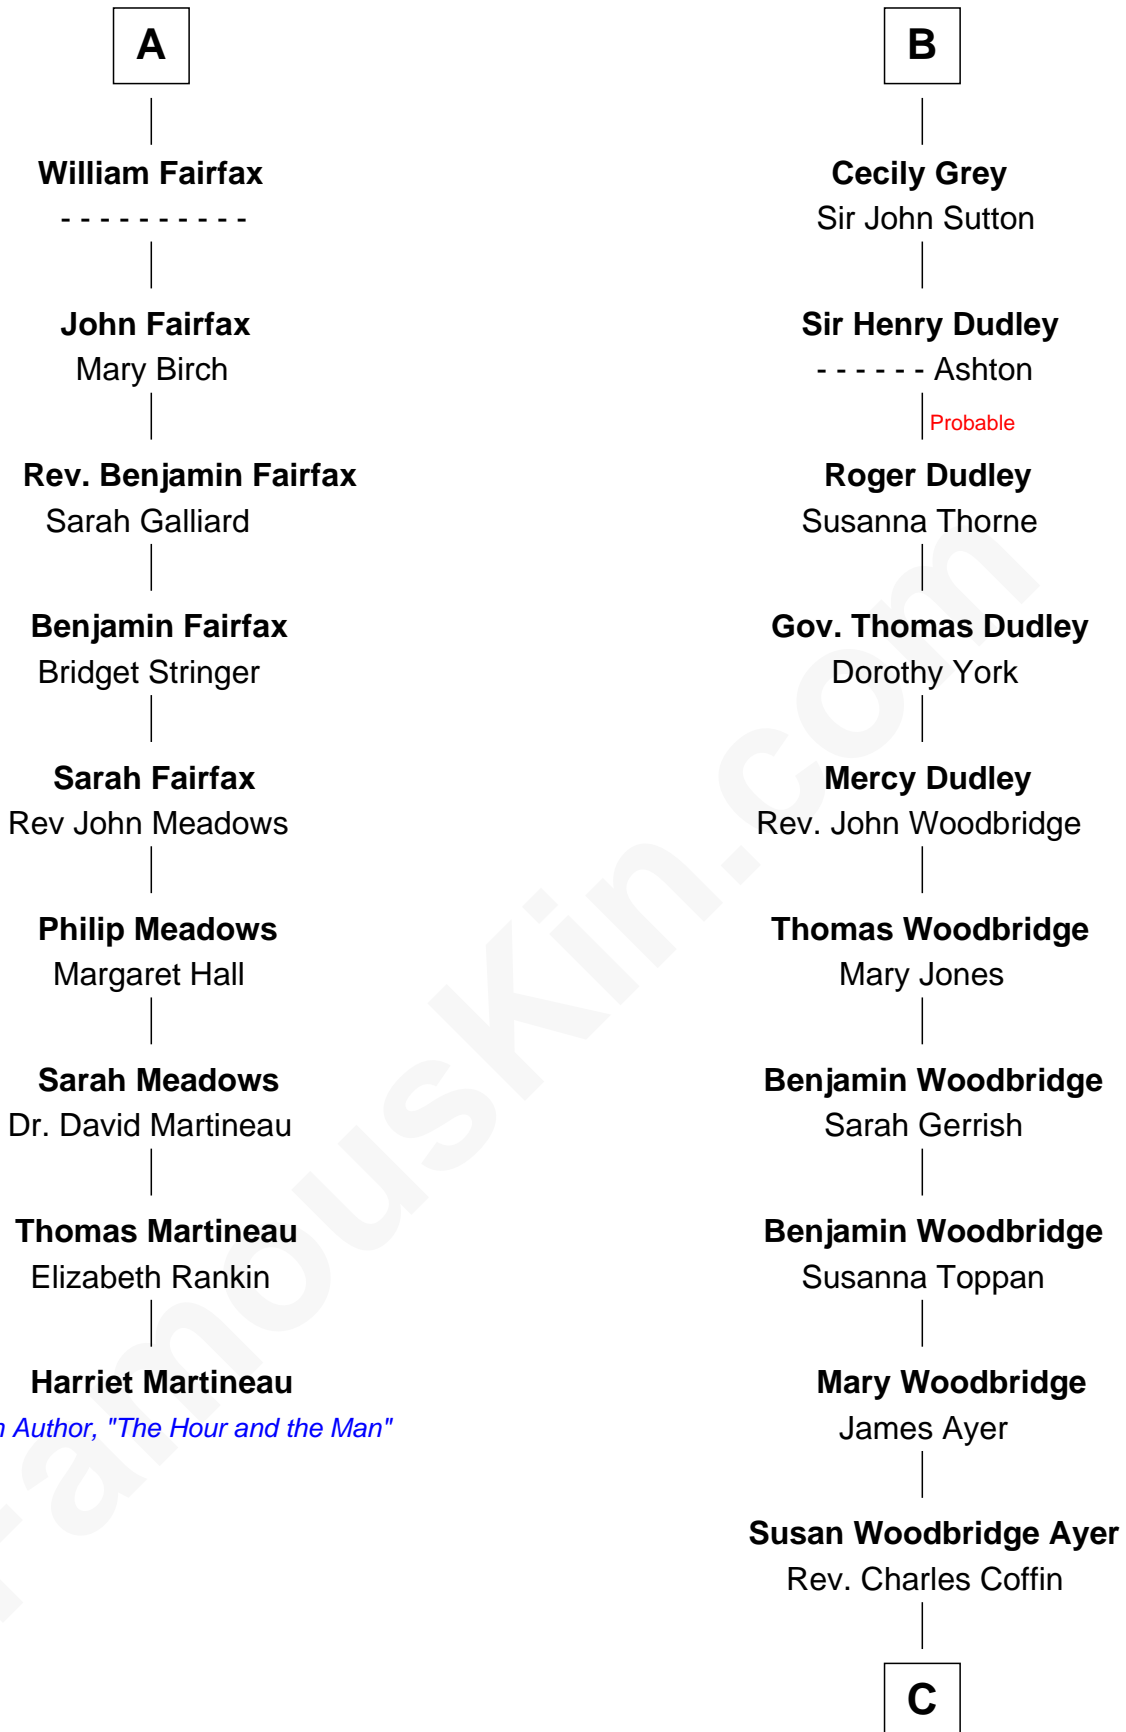 A
William Fairfax
- - - - - - - - - -
John Fairfax
Mary Birch
Rev. Benjamin Fairfax
Sarah Galliard
Benjamin Fairfax
Bridget Stringer
Sarah Fairfax
Rev John Meadows
Philip Meadows
Margaret Hall
Sarah Meadows
Dr. David Martineau
Thomas Martineau
Elizabeth Rankin
Harriet Martineau
Author, "The Hour and the Man"
B
Cecily Grey
Sir John Sutton
Sir Henry Dudley
- - - - - - Ashton
Probable
Roger Dudley
Susanna Thorne
Gov. Thomas Dudley
Dorothy York
Mercy Dudley
Rev. John Woodbridge
Thomas Woodbridge
Mary Jones
Benjamin Woodbridge
Sarah Gerrish
Benjamin Woodbridge
Susanna Toppan
Mary Woodbridge
James Ayer
Susan Woodbridge Ayer
Rev. Charles Coffin
C
FamousKin.com